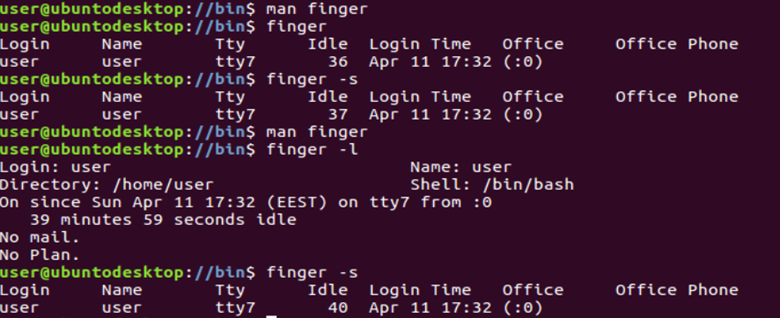 user@ubuntodesktop://bin$ man finger
user@ubuntodesktop://bin$ finger
Login     Name       Tty      Idle  Login Time   Office     Office Phone
user      user       tty7       36  Apr 11 17:32 (:0)
user@ubuntodesktop://bin$ finger -s
Login     Name       Tty      Idle  Login Time   Office     Office Phone
user      user       tty7       37  Apr 11 17:32 (:0)
user@ubuntodesktop://bin$ man finger
user@ubuntodesktop://bin$ finger -l
Login: user                             Name: user
Directory: /home/user                   Shell: /bin/bash
On since Sun Apr 11 17:32 (EEST) on tty7 from :0
   39 minutes 59 seconds idle
No mail.
No Plan.
user@ubuntodesktop://bin$ finger -s
Login     Name       Tty      Idle  Login Time   Office     Office Phone
user      user       tty7       40  Apr 11 17:32 (:0)